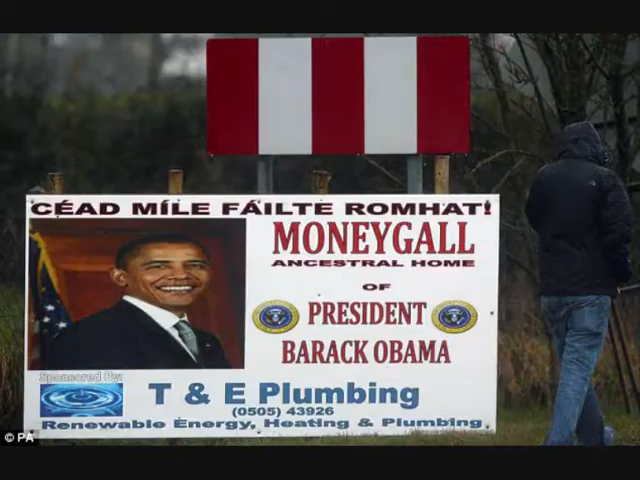 CÉAD MÍLE FÁILTE ROMHAT!
MONEYGALL
ANCESTRAL HOME
OF
PRESIDENT
BARACK OBAMA
Sponsored By:
T & E Plumbing
(0505) 43926
Renewable Energy, Heating & Plumbing
© PA